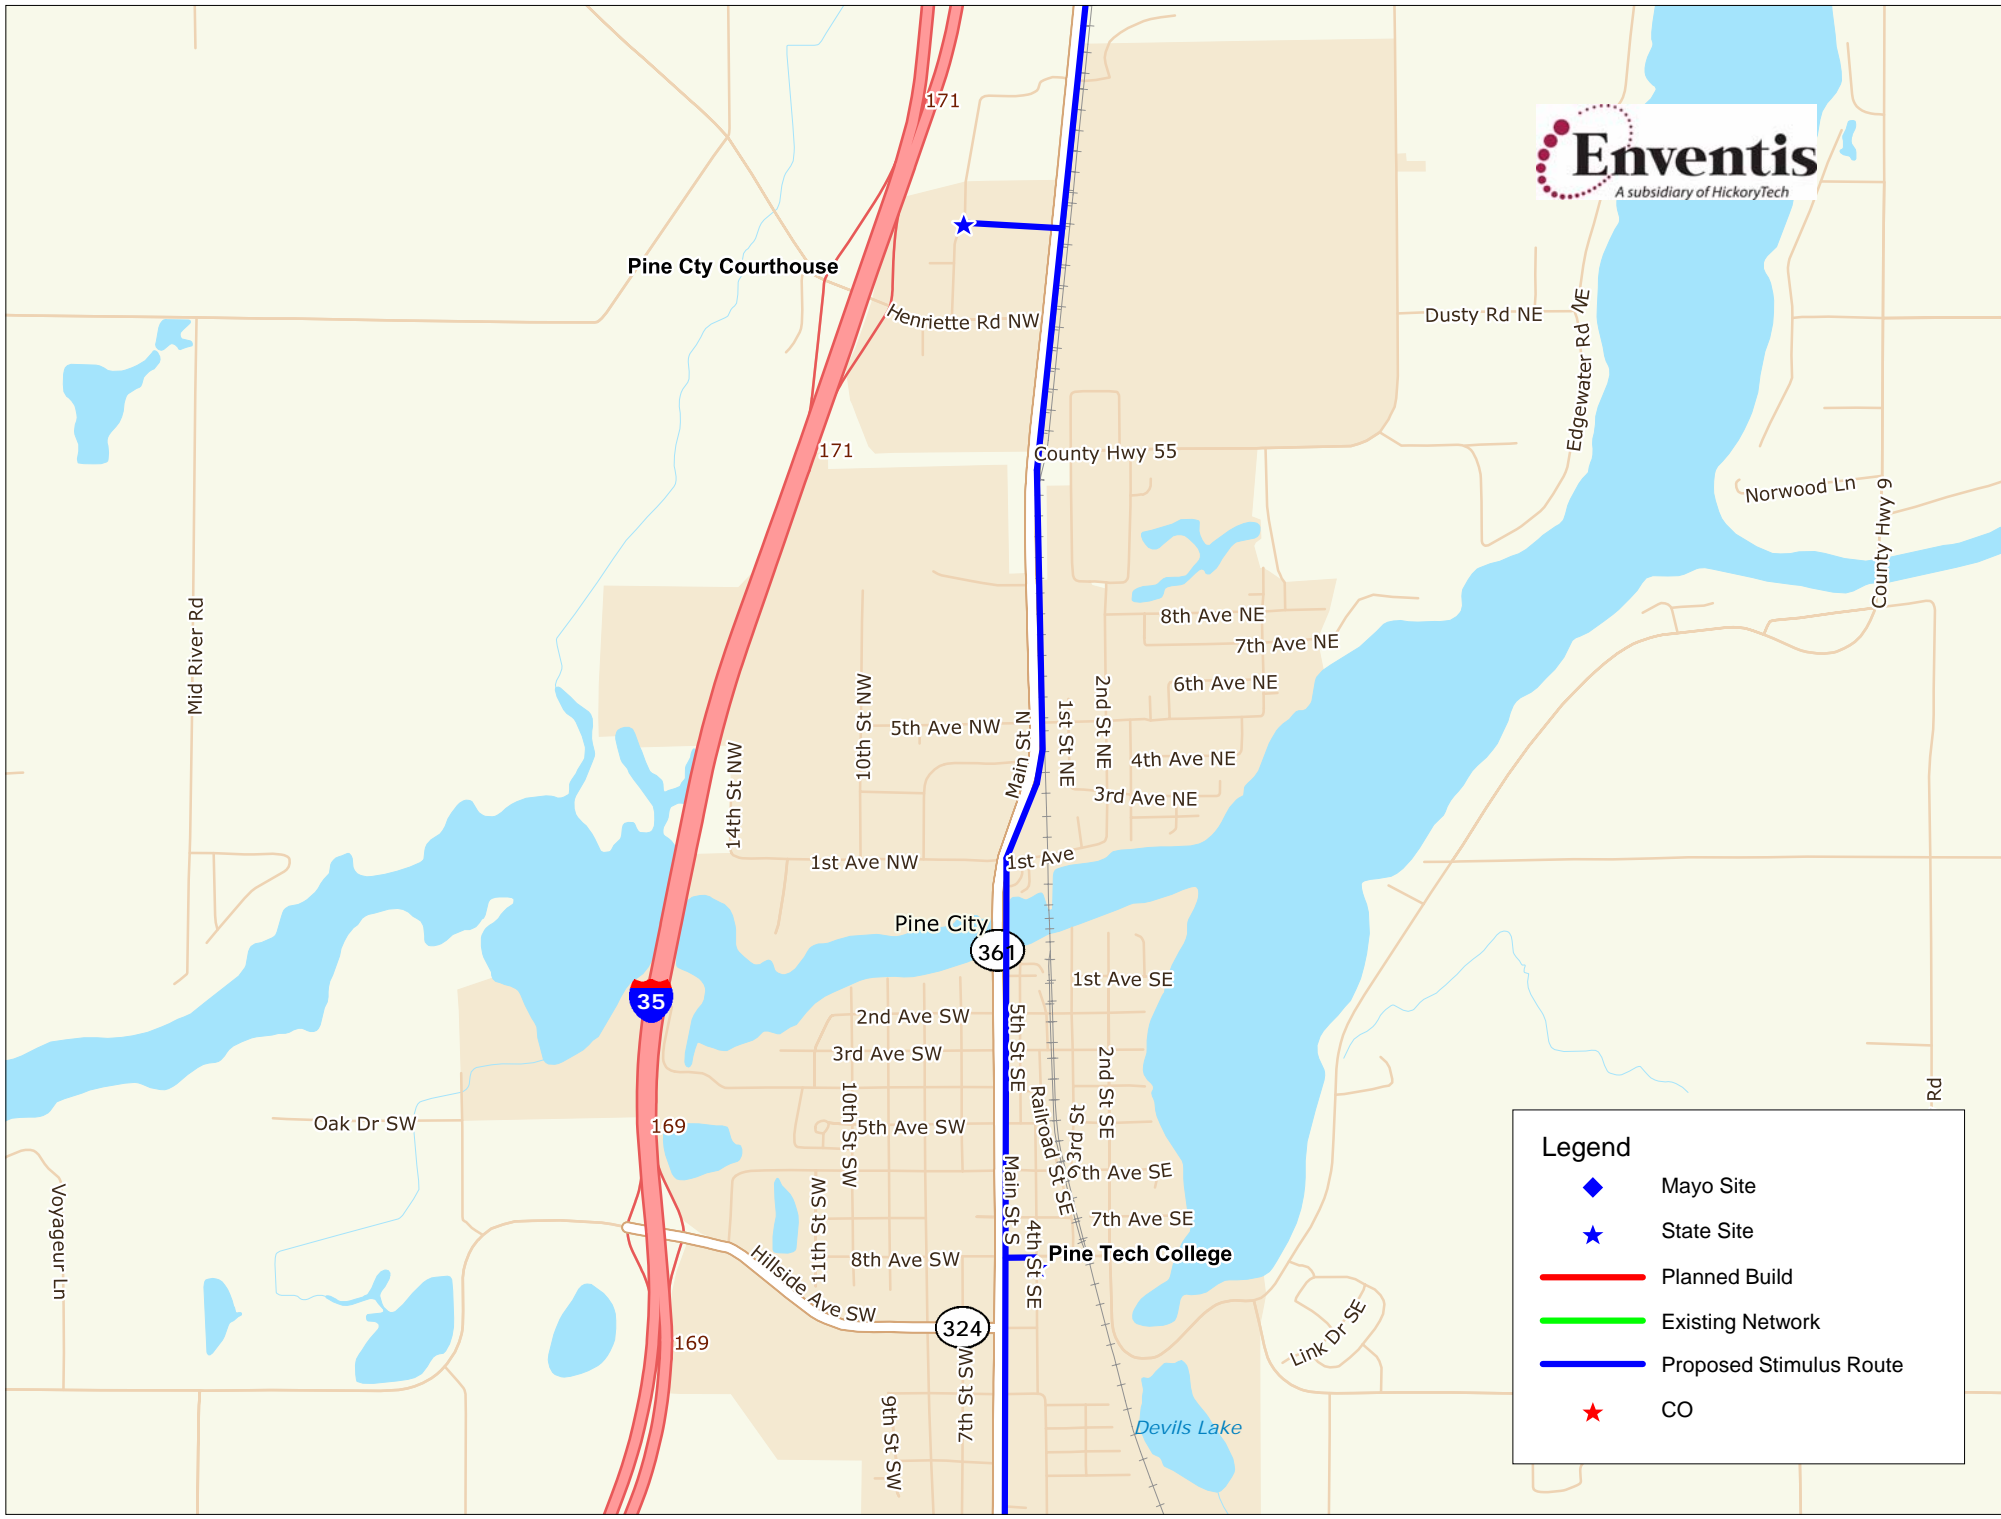 171
Enventis
A subsidiary of HickoryTech
Pine Cty Courthouse
Henriette Rd NW
Dusty Rd NE
Edgewater Rd NE
171
County Hwy 55
Norwood Ln
County Hwy 9
Mid River Rd
8th Ave NE
7th Ave NE
6th Ave NE
10th St NW
5th Ave NW
Main St N
1st St NE
2nd St NE
4th Ave NE
3rd Ave NE
14th St NW
1st Ave NW
1st Ave
Pine City
361
1st Ave SE
35
2nd Ave SW
5th St SE
3rd Ave SW
2nd St SE
Rd
10th St SW
Railroad St SE
3rd St
Oak Dr SW
169
5th Ave SW
6th Ave SE
Voyageur Ln
11th St SW
Main St S
7th Ave SE
4th St SE
8th Ave SW
Pine Tech College
Hillside Ave SW
324
169
7th St SW
Link Dr SE
9th St SW
Devils Lake
Legend
Mayo Site
State Site
Planned Build
Existing Network
Proposed Stimulus Route
CO